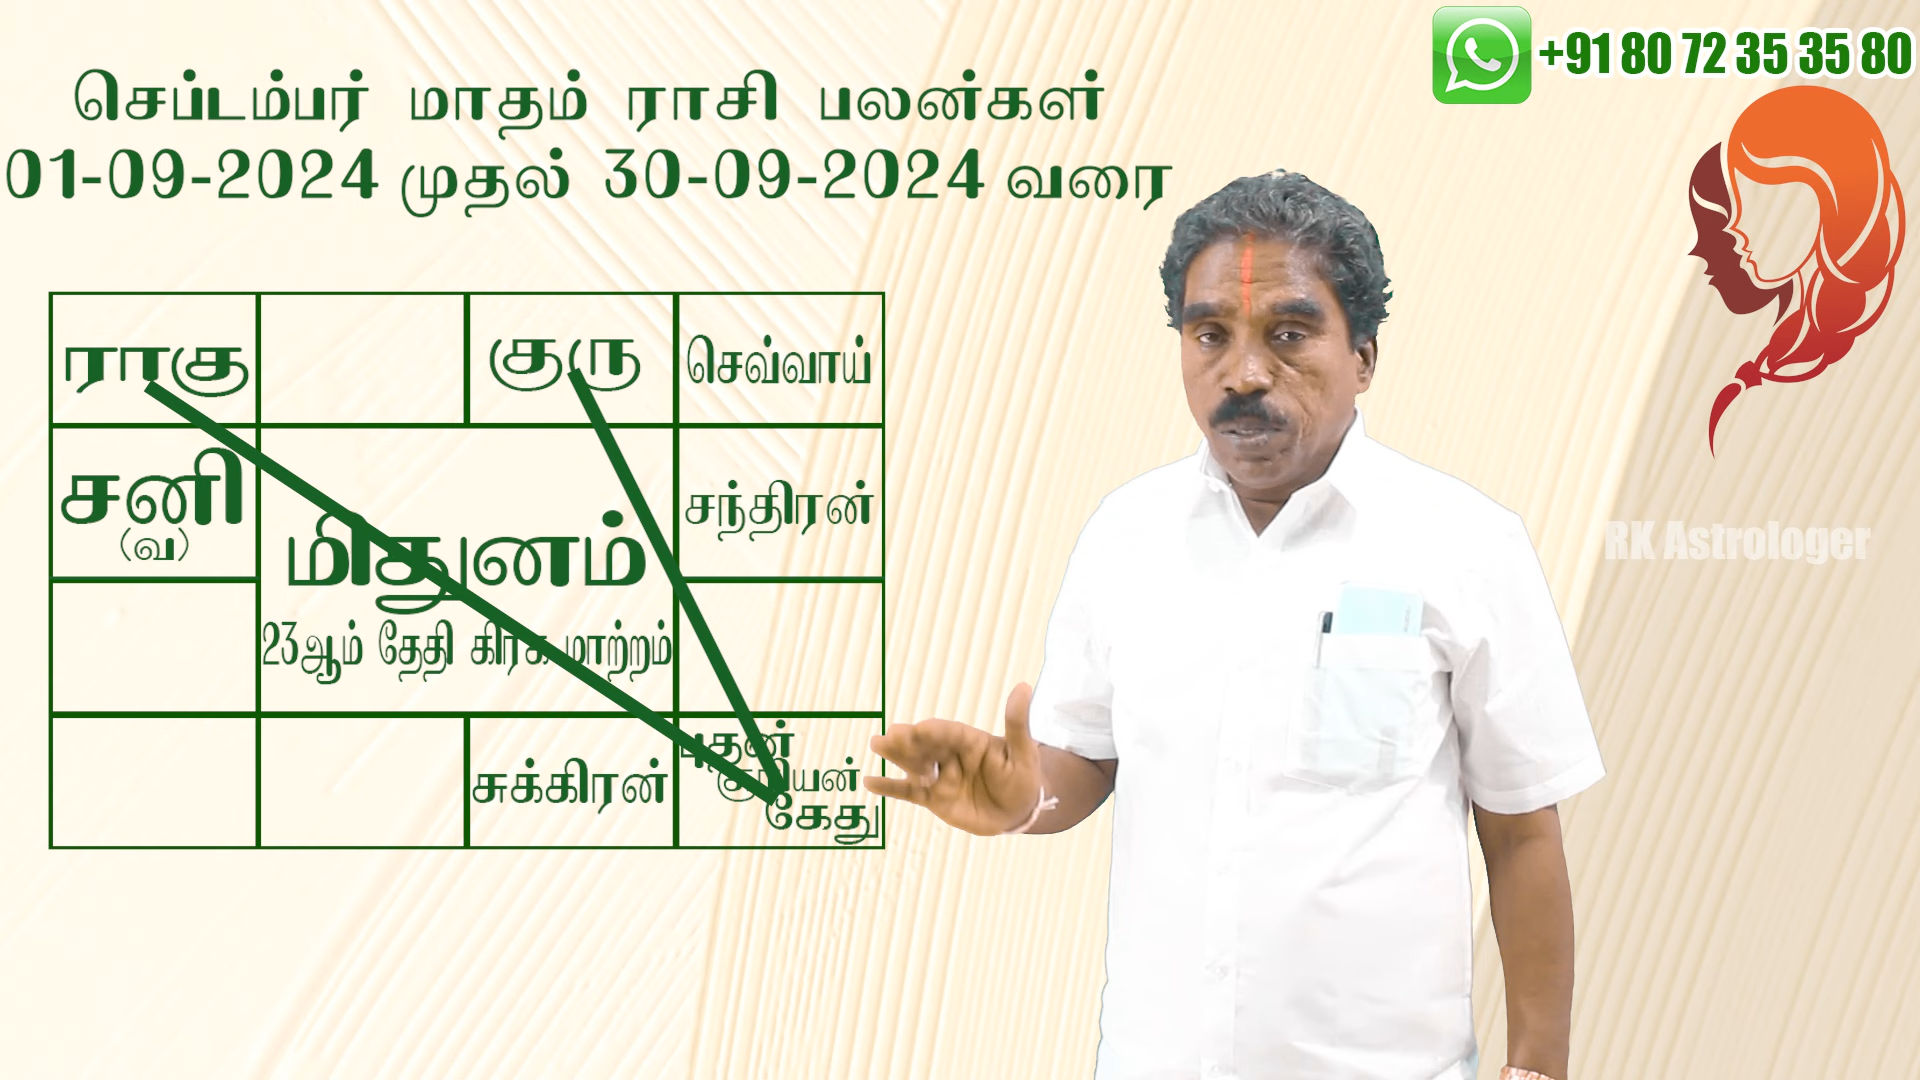 +91 80 72 35 35 80
செப்டம்பர் மாதம் ராசி பலன்கள்
01-09-2024 முதல் 30-09-2024 வரை
ராகு
குரு
செவ்வாய்
சனி
(வ)
சந்திரன்
மிதுனம்
23ஆம் தேதி கிரக மாற்றம்
சுக்கிரன்
புதன்
சூரியன்
கேது
RK Astrologer